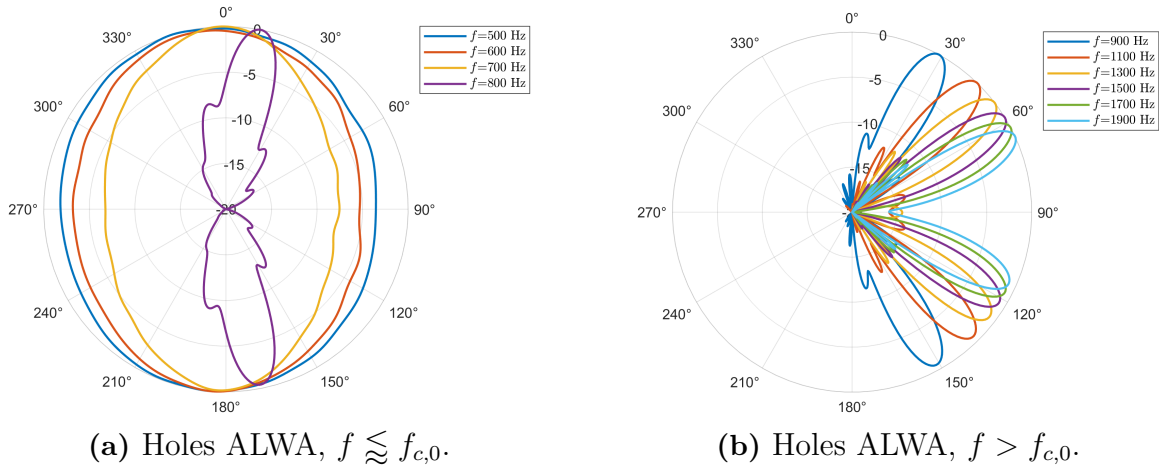 0°
30°
60°
90°
120°
150°
180°
210°
240°
270°
300°
330°
0
-5
-10
-15
-20
f=500 Hz
f=600 Hz
f=700 Hz
f=800 Hz
(a) Holes ALWA, f ⪅ f_{c,0}.
0°
30°
60°
90°
120°
150°
180°
210°
240°
270°
300°
330°
0
-5
-10
-15
f=900 Hz
f=1100 Hz
f=1300 Hz
f=1500 Hz
f=1700 Hz
f=1900 Hz
(b) Holes ALWA, f > f_{c,0}.